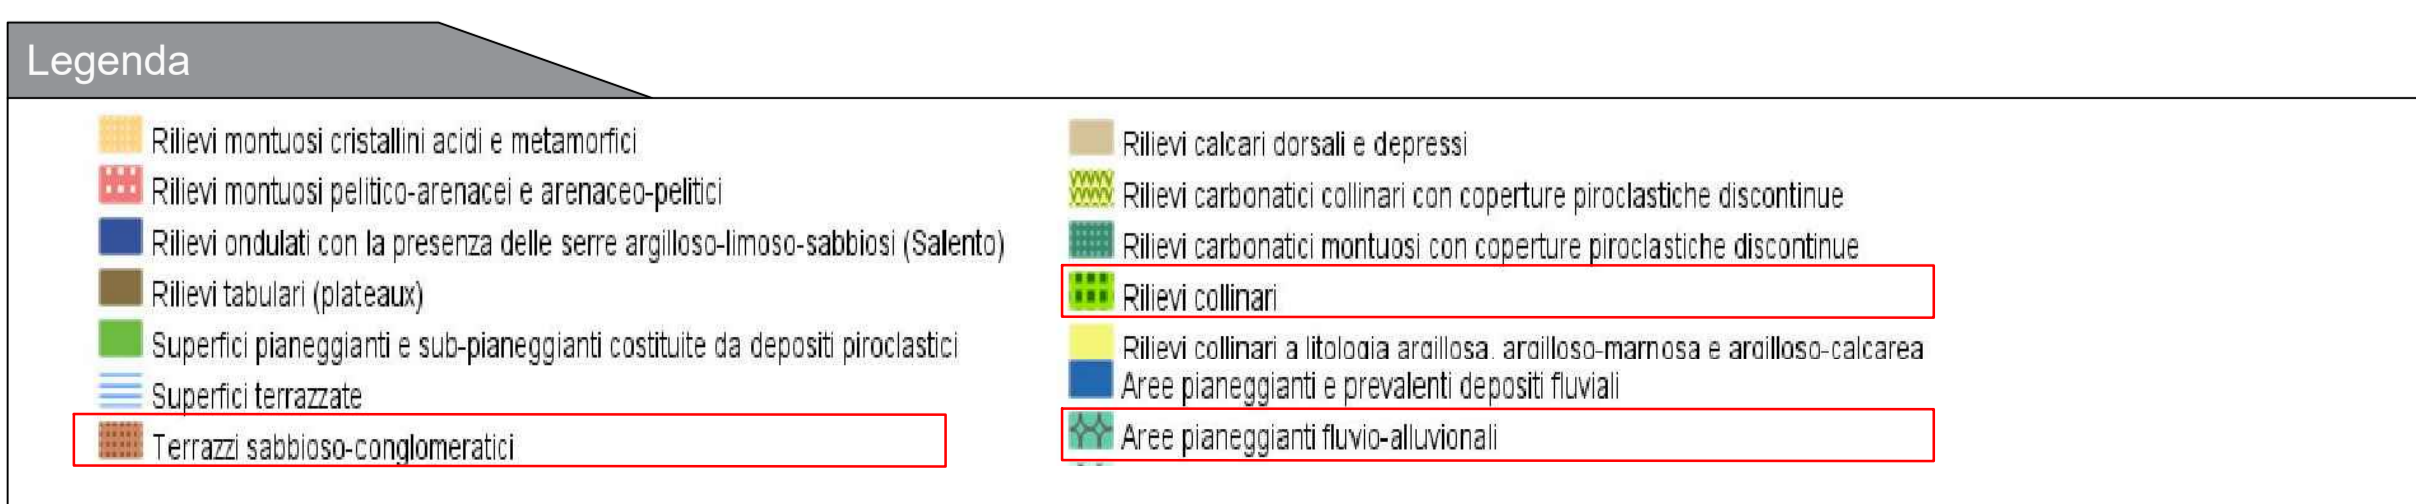 Legenda
Rilievi montuosi cristallini acidi e metamorfici
Rilievi montuosi pelitico-arenacei e arenaceo-pelitici
Rilievi ondulati con la presenza delle serre argilloso-limoso-sabbiosi (Salento)
Rilievi tabulari (plateaux)
Superfici pianeggianti e sub-pianeggianti costituite da depositi piroclastici
Superfici terrazzate
Terrazzi sabbioso-conglomeratici
Rilievi calcari dorsali e depressi
Rilievi carbonatici collinari con coperture piroclastiche discontinue
Rilievi carbonatici montuosi con coperture piroclastiche discontinue
Rilievi collinari
Rilievi collinari a litologia argillosa, argilloso-marnosa e argilloso-calcarea
Aree pianeggianti e prevalenti depositi fluviali
Aree pianeggianti fluvio-alluvionali